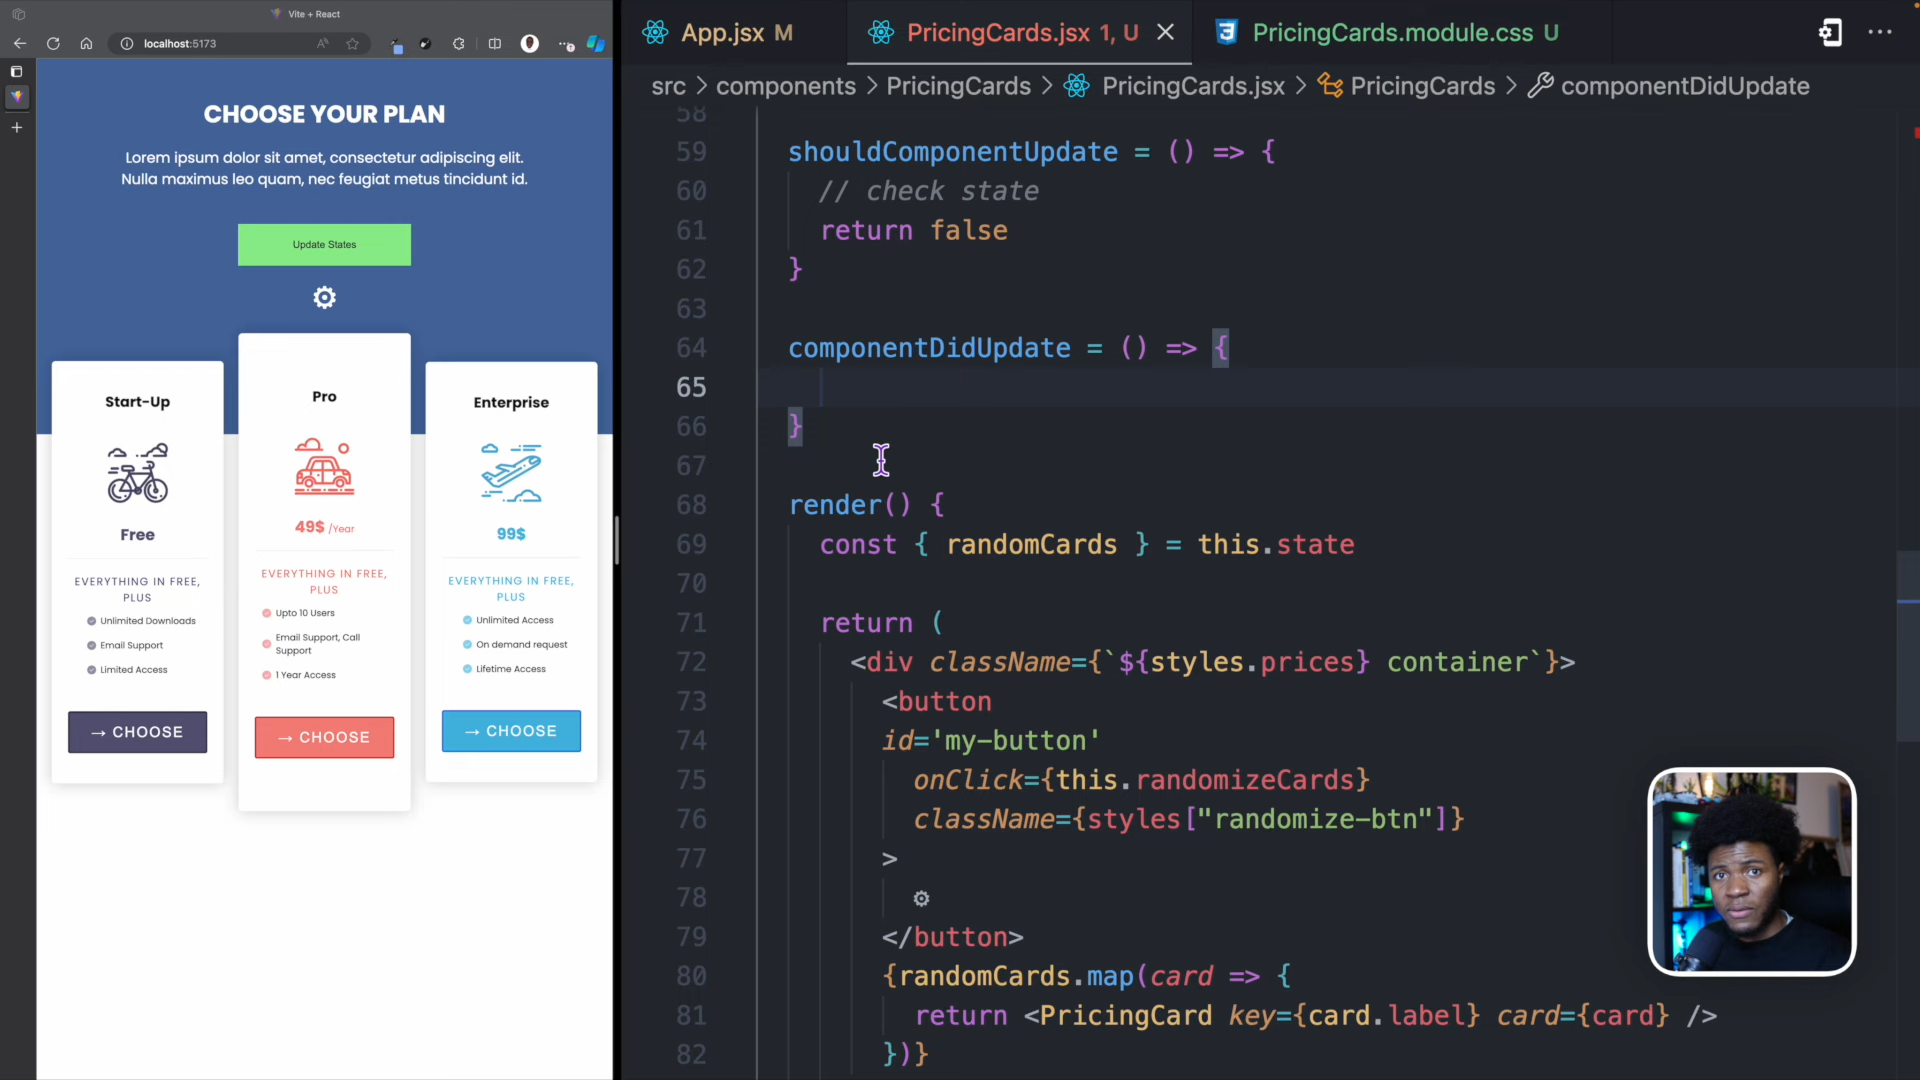 Vite + React
localhost:5173
CHOOSE YOUR PLAN
Lorem ipsum dolor sit amet, consectetur adipiscing elit.
Nulla maximus leo quam, nec feugiat metus tincidunt id.
Update States
Start-Up
Free
EVERYTHING IN FREE,
PLUS
Unlimited Downloads
Email Support
Limited Access
→ CHOOSE
Pro
49$ /Year
EVERYTHING IN FREE,
PLUS
Upto 10 Users
Email Support, Call
Support
1 Year Access
→ CHOOSE
Enterprise
99$
EVERYTHING IN FREE,
PLUS
Unlimited Access
On demand request
Lifetime Access
→ CHOOSE
App.jsx M
PricingCards.jsx 1, U
PricingCards.module.css U
src > components > PricingCards > PricingCards.jsx > PricingCards > componentDidUpdate
58
59 shouldComponentUpdate = () => {
60 // check state
61 return false
62 }
63
64 componentDidUpdate = () => {
65
66 }
67
68 render() {
69 const { randomCards } = this.state
70
71 return (
72 <div className={`${styles.prices} container`}>
73 <button
74 id='my-button'
75 onClick={this.randomizeCards}
76 className={styles["randomize-btn"]}
77 >
78 ⚙
79 </button>
80 {randomCards.map(card => {
81 return <PricingCard key={card.label} card={card} />
82 })}